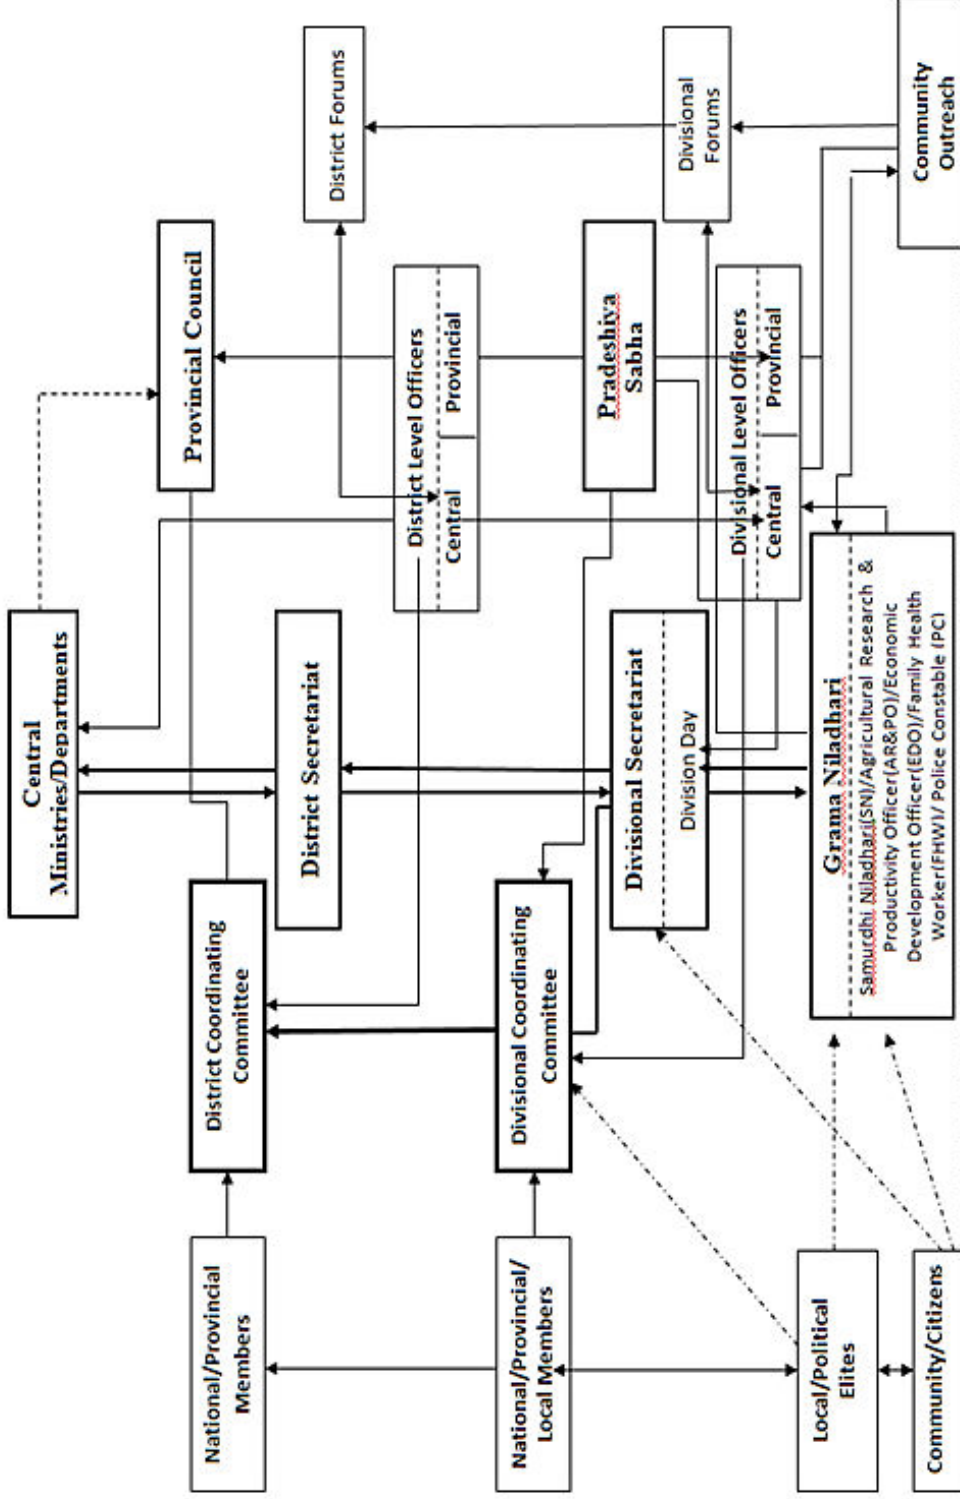 Central
Ministries/Departments
Provincial Council
District Forums
National/Provincial
Members
District Coordinating
Committee
District Secretariat
District Level Officers
Central
Provincial
National/Provincial/
Local Members
Divisional Coordinating
Committee
Divisional Secretariat
Division Day
Pradeshiya
Sabha
Divisional
Forums
Divisional Level Officers
Central
Provincial
Local/Political
Elites
Grama Niladhari
Samurdhi Niladhari(SN)/Agricultural Research &
Productivity Officer(AR&PO)/Economic
Development Officer(EDO)/Family Health
Worker(FHW)/ Police Constable (PC)
Community/Citizens
Community
Outreach